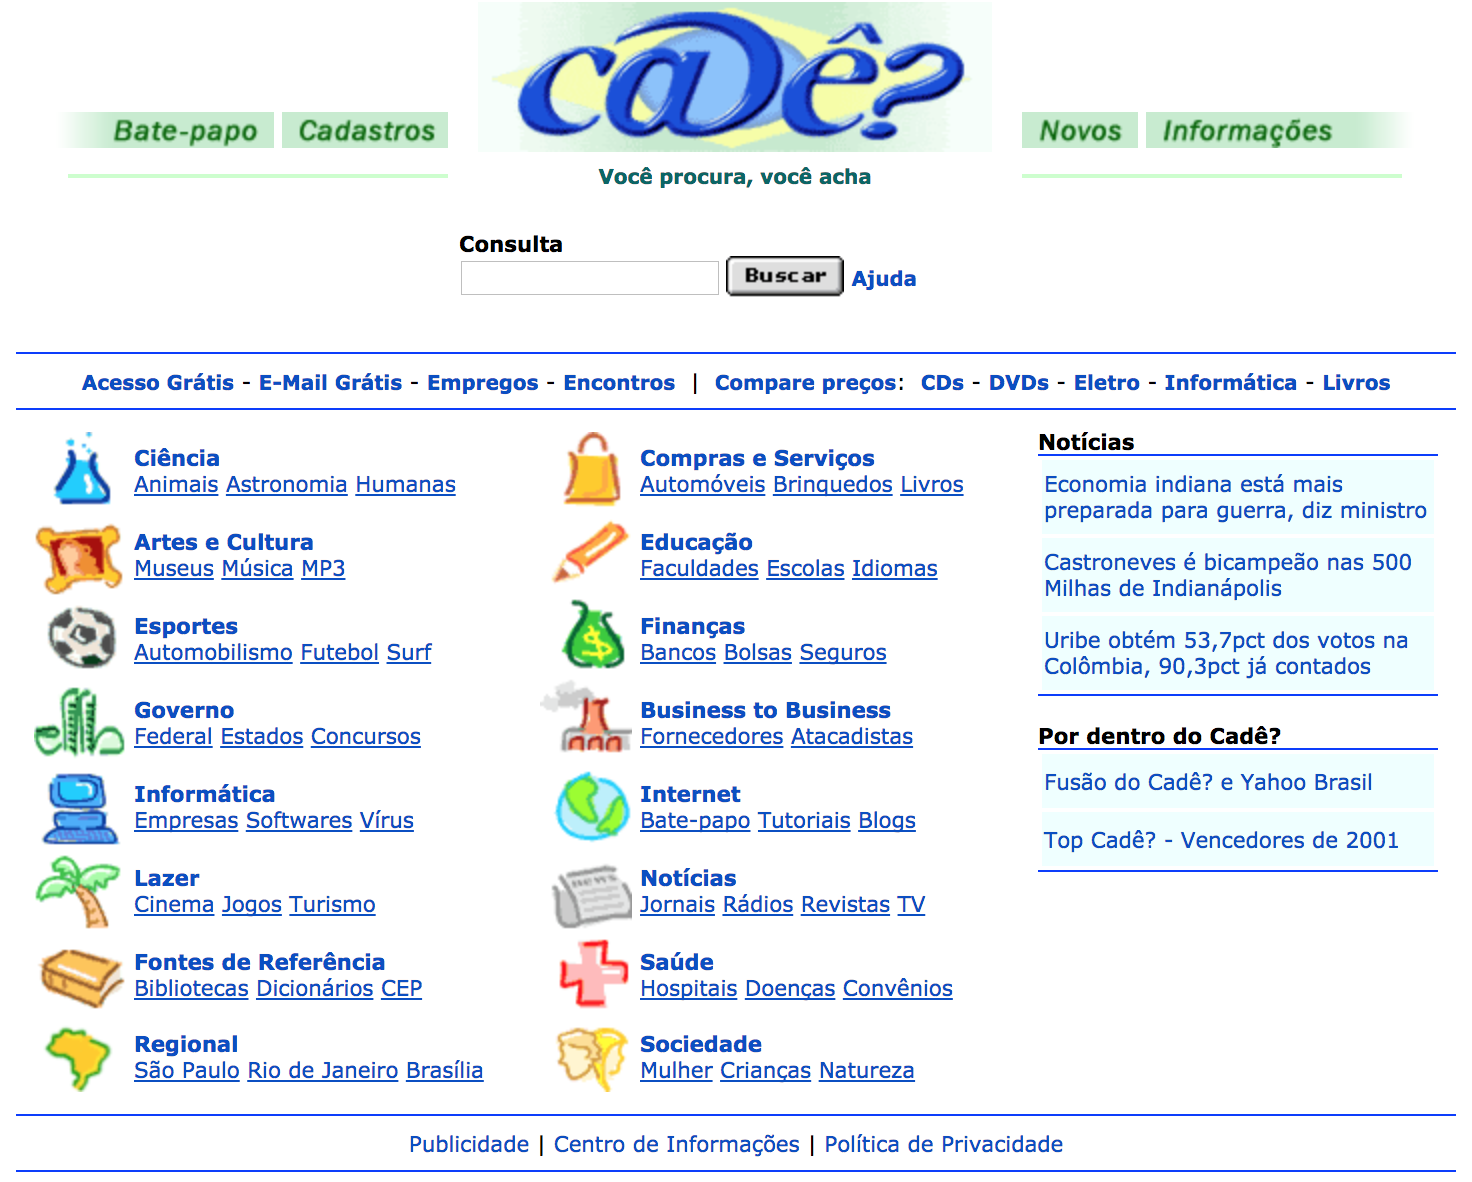 c@dê?
Bate-papo Cadastros
Novos Informações
Você procura, você acha
Consulta
Buscar Ajuda
Acesso Grátis - E-Mail Grátis - Empregos - Encontros | Compare preços: CDs - DVDs - Eletro - Informática - Livros
Ciência
Animais Astronomia Humanas
Artes e Cultura
Museus Música MP3
Esportes
Automobilismo Futebol Surf
Governo
Federal Estados Concursos
Informática
Empresas Softwares Vírus
Lazer
Cinema Jogos Turismo
Fontes de Referência
Bibliotecas Dicionários CEP
Regional
São Paulo Rio de Janeiro Brasília
Compras e Serviços
Automóveis Brinquedos Livros
Educação
Faculdades Escolas Idiomas
Finanças
Bancos Bolsas Seguros
Business to Business
Fornecedores Atacadistas
Internet
Bate-papo Tutoriais Blogs
news
Notícias
Jornais Rádios Revistas TV
Saúde
Hospitais Doenças Convênios
Sociedade
Mulher Crianças Natureza
Notícias
Economia indiana está mais
preparada para guerra, diz ministro
Castroneves é bicampeão nas 500
Milhas de Indianápolis
Uribe obtém 53,7pct dos votos na
Colômbia, 90,3pct já contados
Por dentro do Cadê?
Fusão do Cadê? e Yahoo Brasil
Top Cadê? - Vencedores de 2001
Publicidade | Centro de Informações | Política de Privacidade